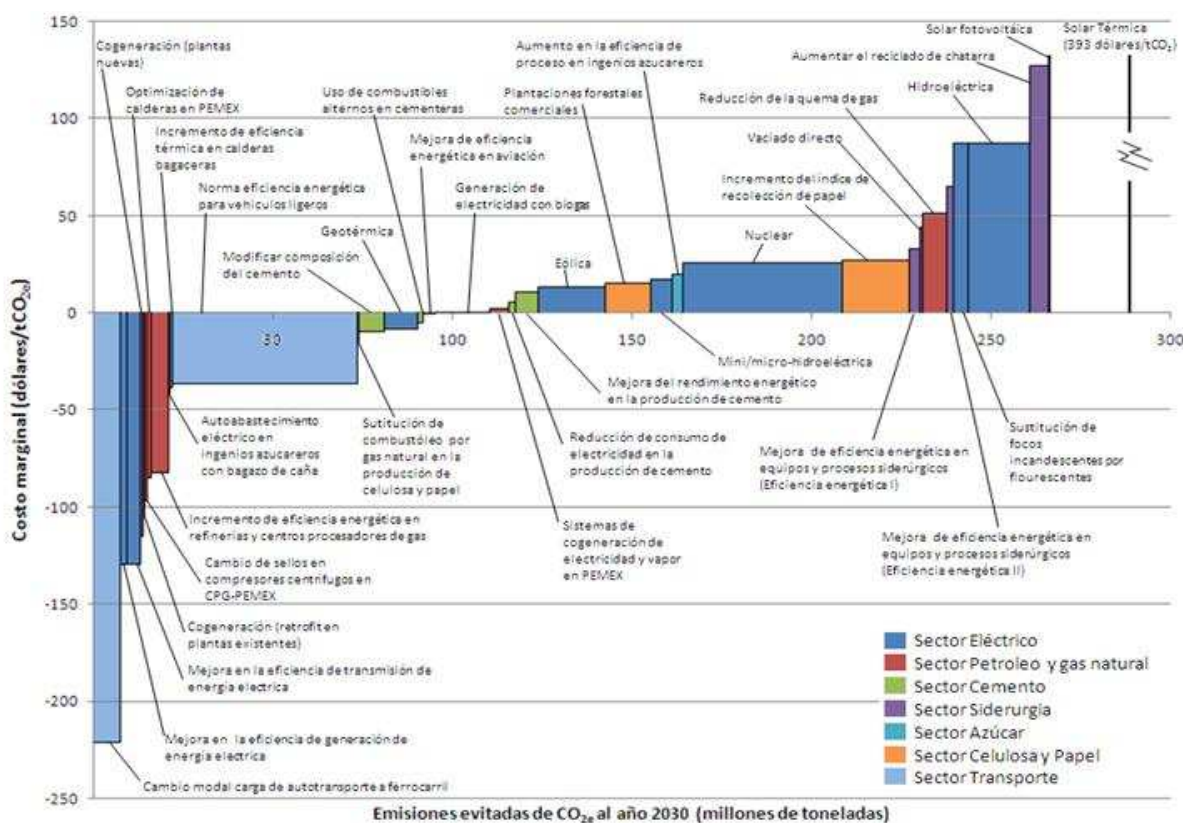 150
100
50
0
-50
-100
-150
-200
-250
Costo marginal (dólares/tCO2e)
Cogeneración (plantas
nuevas)
Optimización de
calderas en PEMEX
Incremento de eficiencia
térmica en calderas
bagaceras
Norma eficiencia energética
para vehículos ligeros
Modificar composición
del cemento
Geotérmica
Uso de combustibles
alternos en cementeras
Mejora de eficiencia
energética en aviación
Generación de
electricidad con biogas
Aumento en la eficiencia de
proceso en ingenios azucareros
Plantaciones forestales
comerciales
Eólica
Nuclear
Incremento del índice de
recolección de papel
Vaciado directo
Reducción de la quema de gas
Hidroeléctrica
Aumentar el reciclado de chatarra
Solar fotovoltáica
Solar Térmica
(393 dólares/tCO2)
50
100
150
200
250
300
Autoabastecimiento
eléctrico en
ingenios azucareros
con bagazo de caña
Incremento de eficiencia energética en
refinerías y centros procesadores de gas
Cambio de sellos en
compresores centrífugos en
CPG-PEMEX
Cogeneración (retrofit en
plantas existentes)
Mejora en la eficiencia de transmisión de
energía electrica
Mejora en la eficiencia de generación de
energía electrica
Cambio modal carga de autotransporte a ferrocarril
Sutitución de
combustóleo por
gas natural en la
producción de
celulosa y papel
Sistemas de
cogeneración de
electricidad y vapor
en PEMEX
Reducción de consumo de
electricidad en la
producción de cemento
Mejora del rendimiento energético
en la producción de cemento
Mini/micro-hidroeléctrica
Mejora de eficiencia energética en
equipos y procesos siderúrgicos
(Eficiencia energética I)
Mejora de eficiencia energética en
equipos y procesos siderúrgicos
(Eficiencia energética II)
Sustitución de
focos
incandescentes por
flourescentes
Sector Eléctrico
Sector Petroleo y gas natural
Sector Cemento
Sector Siderurgia
Sector Azúcar
Sector Celulosa y Papel
Sector Transporte
Emisiones evitadas de CO2e al año 2030 (millones de toneladas)